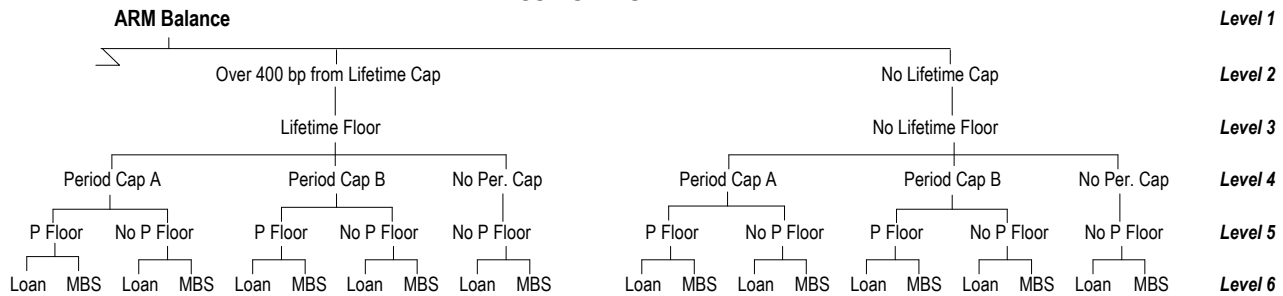 ARM Balance Level 1
Over 400 bp from Lifetime Cap No Lifetime Cap Level 2
Lifetime Floor No Lifetime Floor Level 3
Period Cap A Period Cap B No Per. Cap Period Cap A Period Cap B No Per. Cap Level 4
P Floor No P Floor P Floor No P Floor No P Floor P Floor No P Floor P Floor No P Floor No P Floor Level 5
Loan MBS Loan MBS Loan MBS Loan MBS Loan MBS Loan MBS Loan MBS Loan MBS Loan MBS Loan MBS Level 6